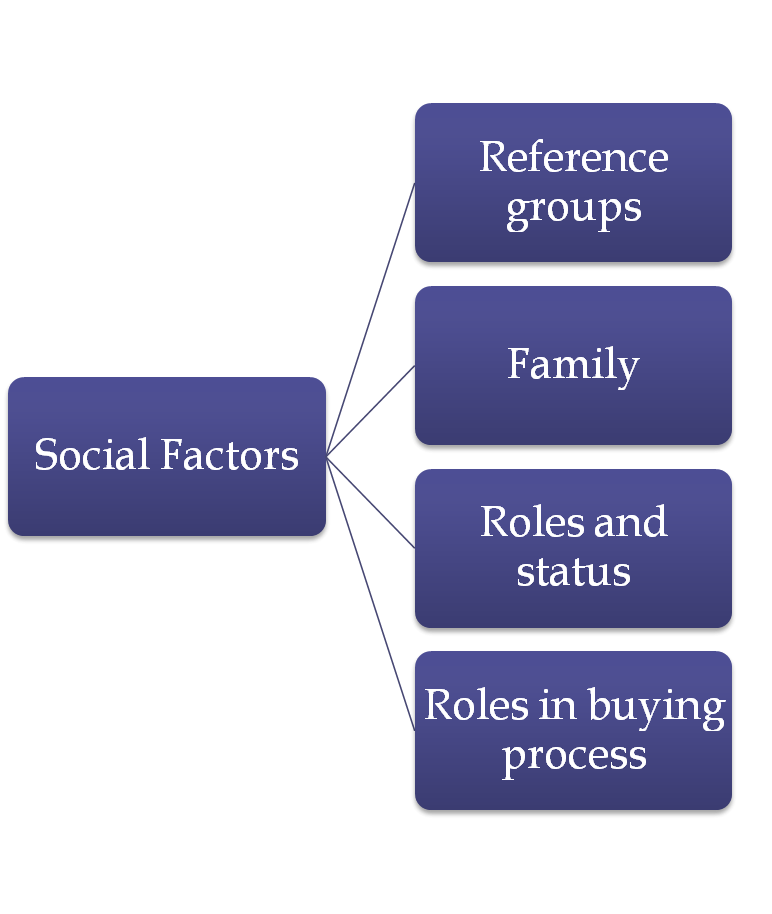 Reference
groups
Family
Social Factors
Roles and
status
Roles in buying
process